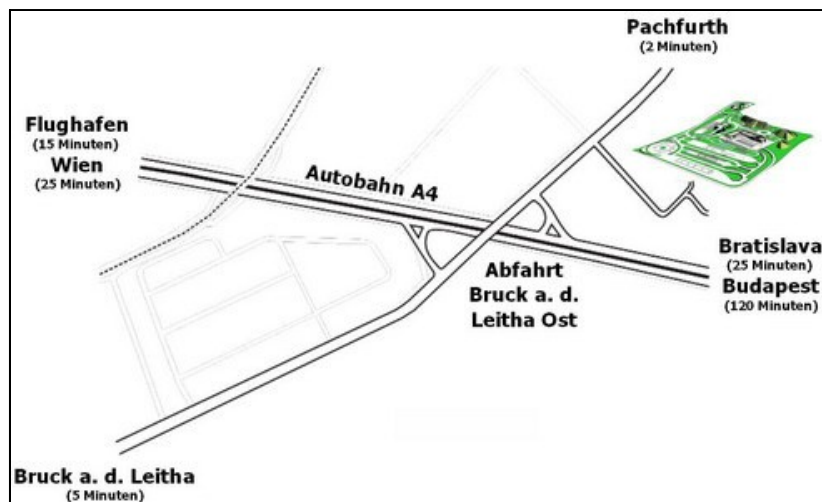 Pachfurth
(2 Minuten)
Flughafen
(15 Minuten)
Wien
(25 Minuten)
Autobahn A4
Bratislava
(25 Minuten)
Budapest
(120 Minuten)
Abfahrt
Bruck a. d.
Leitha Ost
Bruck a. d. Leitha
(5 Minuten)